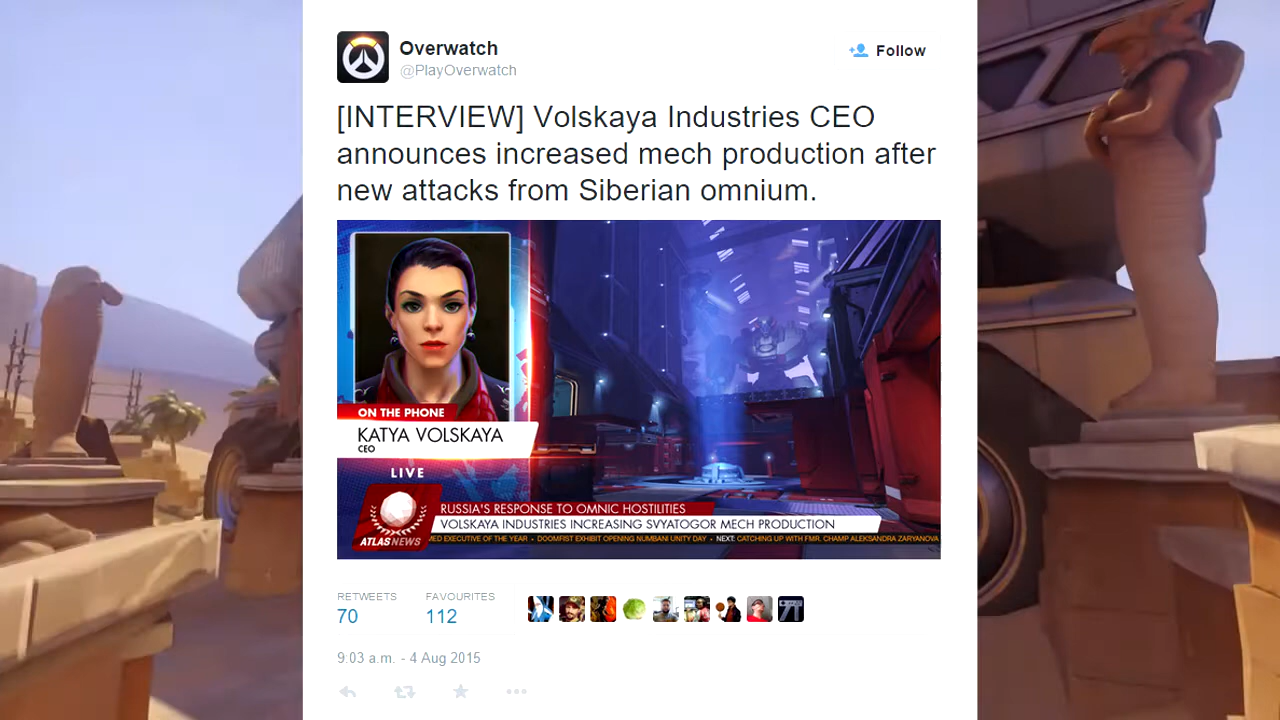 Overwatch
@PlayOverwatch
Follow
[INTERVIEW] Volskaya Industries CEO
announces increased mech production after
new attacks from Siberian omnium.
ON THE PHONE
KATYA VOLSKAYA
CEO
LIVE
RUSSIA'S RESPONSE TO OMNIC HOSTILITIES
VOLSKAYA INDUSTRIES INCREASING SVYATOGOR MECH PRODUCTION
ATLAS NEWS
MED EXECUTIVE OF THE YEAR • DOOMFIST EXHIBIT OPENING NUMBANI UNITY DAY • NEXT: CATCHING UP WITH FMR. CHAMP ALEKSANDRA ZARYANOVA
RETWEETS FAVOURITES
70 112
9:03 a.m. - 4 Aug 2015